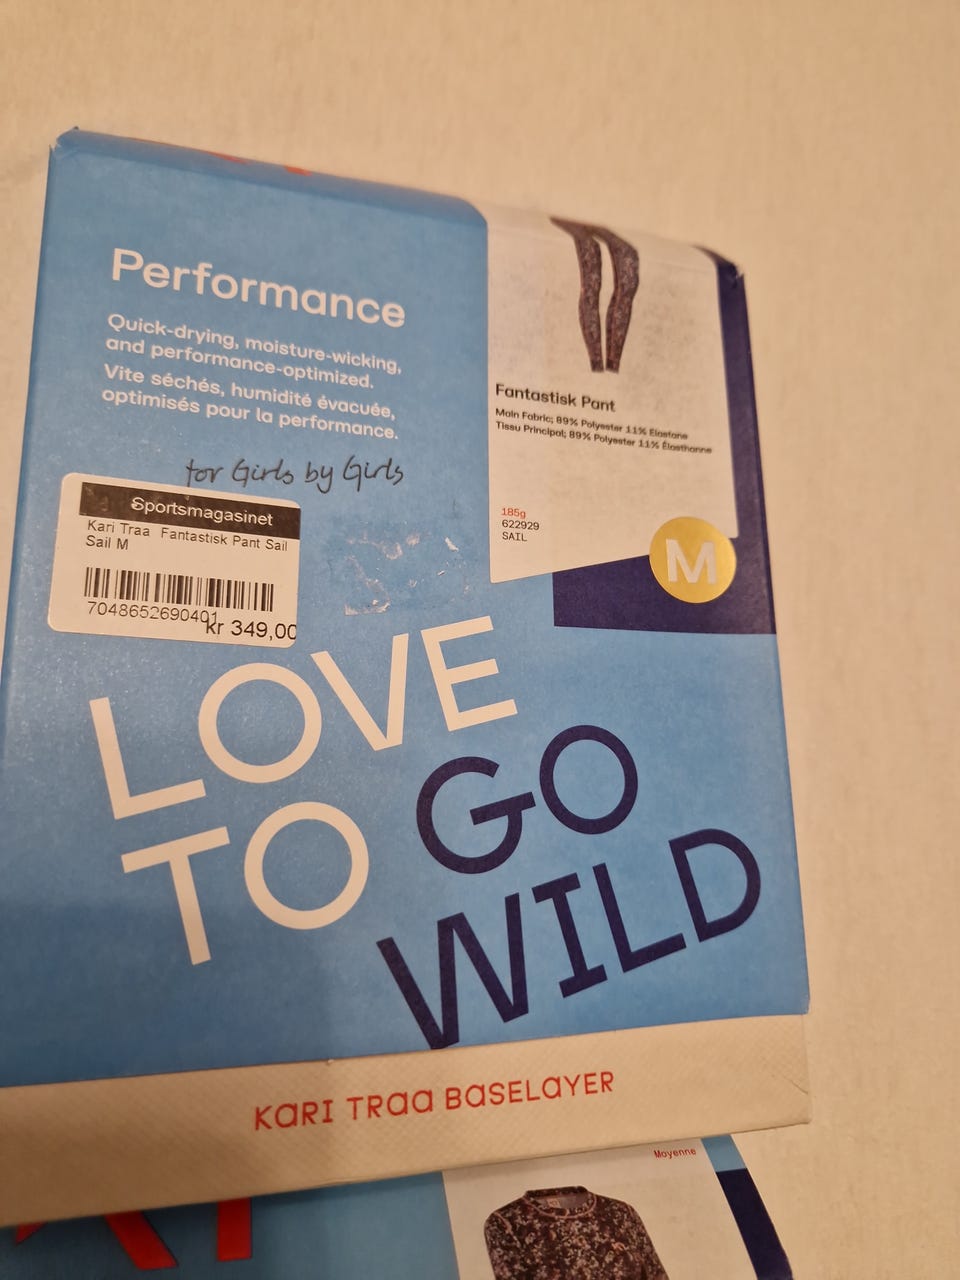 Performance
Quick-drying, moisture-wicking,
and performance-optimized.
Vite séchés, humidité évacuée,
optimisés pour la performance.
for Girls by Girls
Sportsmagasinet
Kari Traa Fantastisk Pant Sail
Sail M
7048652690401
kr 349,00
Fantastisk Pant
Main Fabric; 89% Polyester 11% Elastane
Tissu Principal; 89% Polyester 11% Élasthanne
185g
622929
SAIL
M
LOVE
TO GO
WILD
KARI TRAA BASELAYER
Moyenne